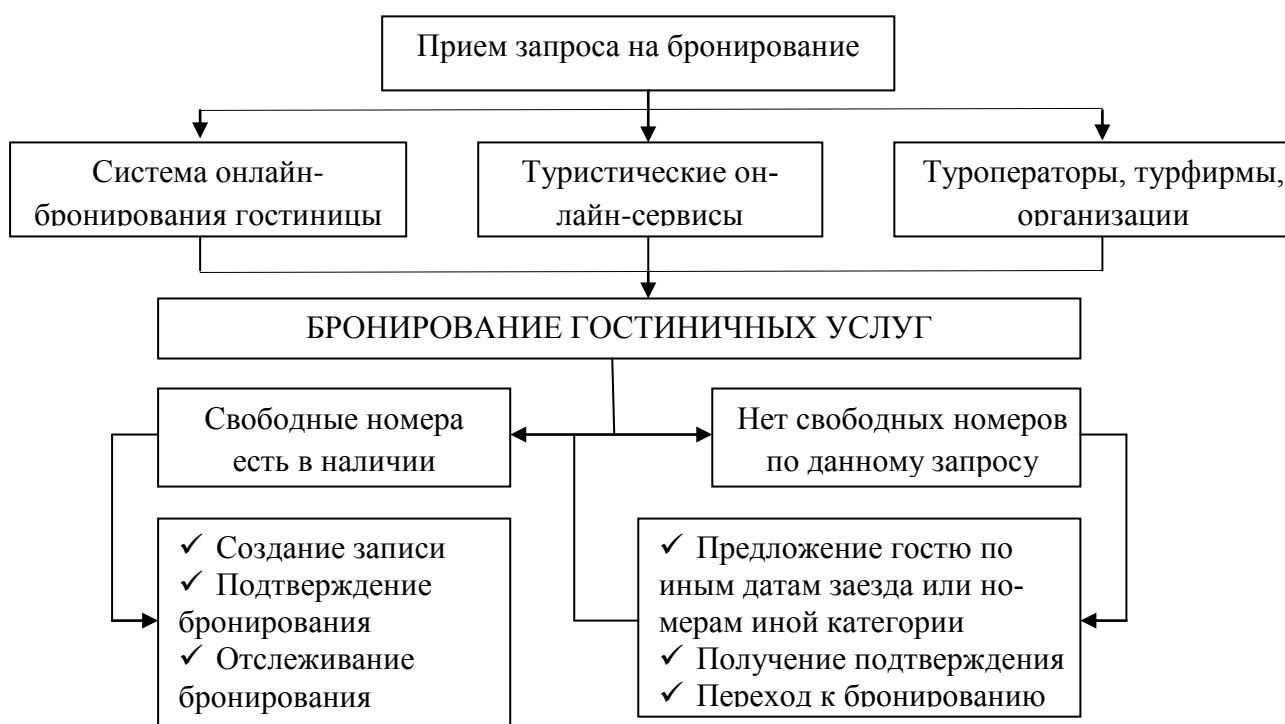 Прием запроса на бронирование
Система онлайн-
бронирования гостиницы
Туристические он-
лайн-сервисы
Туроператоры, турфирмы,
организации
БРОНИРОВАНИЕ ГОСТИНИЧНЫХ УСЛУГ
Свободные номера
есть в наличии
Нет свободных номеров
по данному запросу
✓ Создание записи
✓ Подтверждение
бронирования
✓ Отслеживание
бронирования
✓ Предложение гостю по
иным датам заезда или но-
мерам иной категории
✓ Получение подтверждения
✓ Переход к бронированию